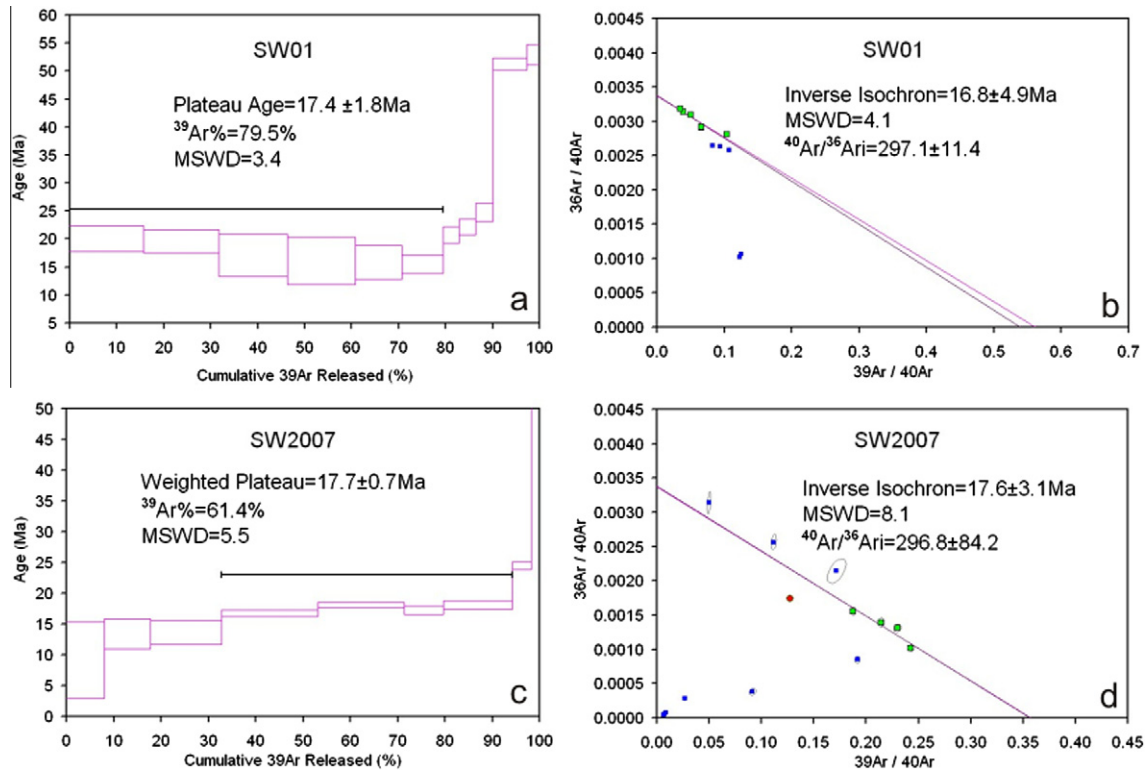 SW01
Plateau Age=17.4 ±1.8Ma
³⁹Ar%=79.5%
MSWD=3.4
Age (Ma)
60
55
50
45
40
35
30
25
20
15
10
5
0 10 20 30 40 50 60 70 80 90 100
Cumulative 39Ar Released (%)
a
SW01
Inverse Isochron=16.8±4.9Ma
MSWD=4.1
⁴⁰Ar/³⁶Ari=297.1±11.4
36Ar / 40Ar
0.0045
0.0040
0.0035
0.0030
0.0025
0.0020
0.0015
0.0010
0.0005
0.0000
0.0 0.1 0.2 0.3 0.4 0.5 0.6 0.7
39Ar / 40Ar
b
SW2007
Weighted Plateau=17.7±0.7Ma
³⁹Ar%=61.4%
MSWD=5.5
Age (Ma)
50
45
40
35
30
25
20
15
10
5
0
0 10 20 30 40 50 60 70 80 90 100
Cumulative 39Ar Released (%)
c
SW2007
Inverse Isochron=17.6±3.1Ma
MSWD=8.1
⁴⁰Ar/³⁶Ari=296.8±84.2
36Ar / 40Ar
0.0045
0.0040
0.0035
0.0030
0.0025
0.0020
0.0015
0.0010
0.0005
0.0000
0.00 0.05 0.10 0.15 0.20 0.25 0.30 0.35 0.40 0.45
39Ar / 40Ar
d